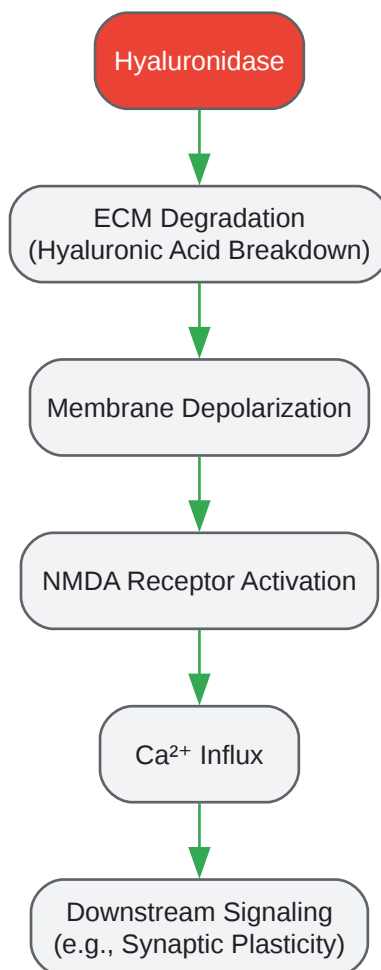 Hyaluronidase
ECM Degradation
(Hyaluronic Acid Breakdown)
Membrane Depolarization
NMDA Receptor Activation
Ca²⁺ Influx
Downstream Signaling
(e.g., Synaptic Plasticity)